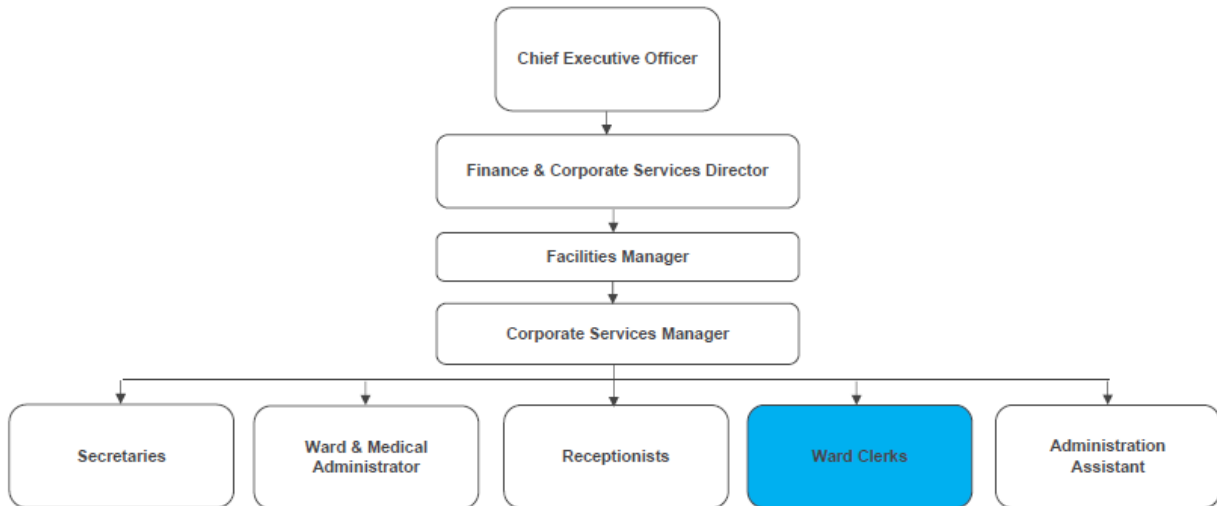 Chief Executive Officer
Finance & Corporate Services Director
Facilities Manager
Corporate Services Manager
Secretaries
Ward & Medical
Administrator
Receptionists
Ward Clerks
Administration
Assistant